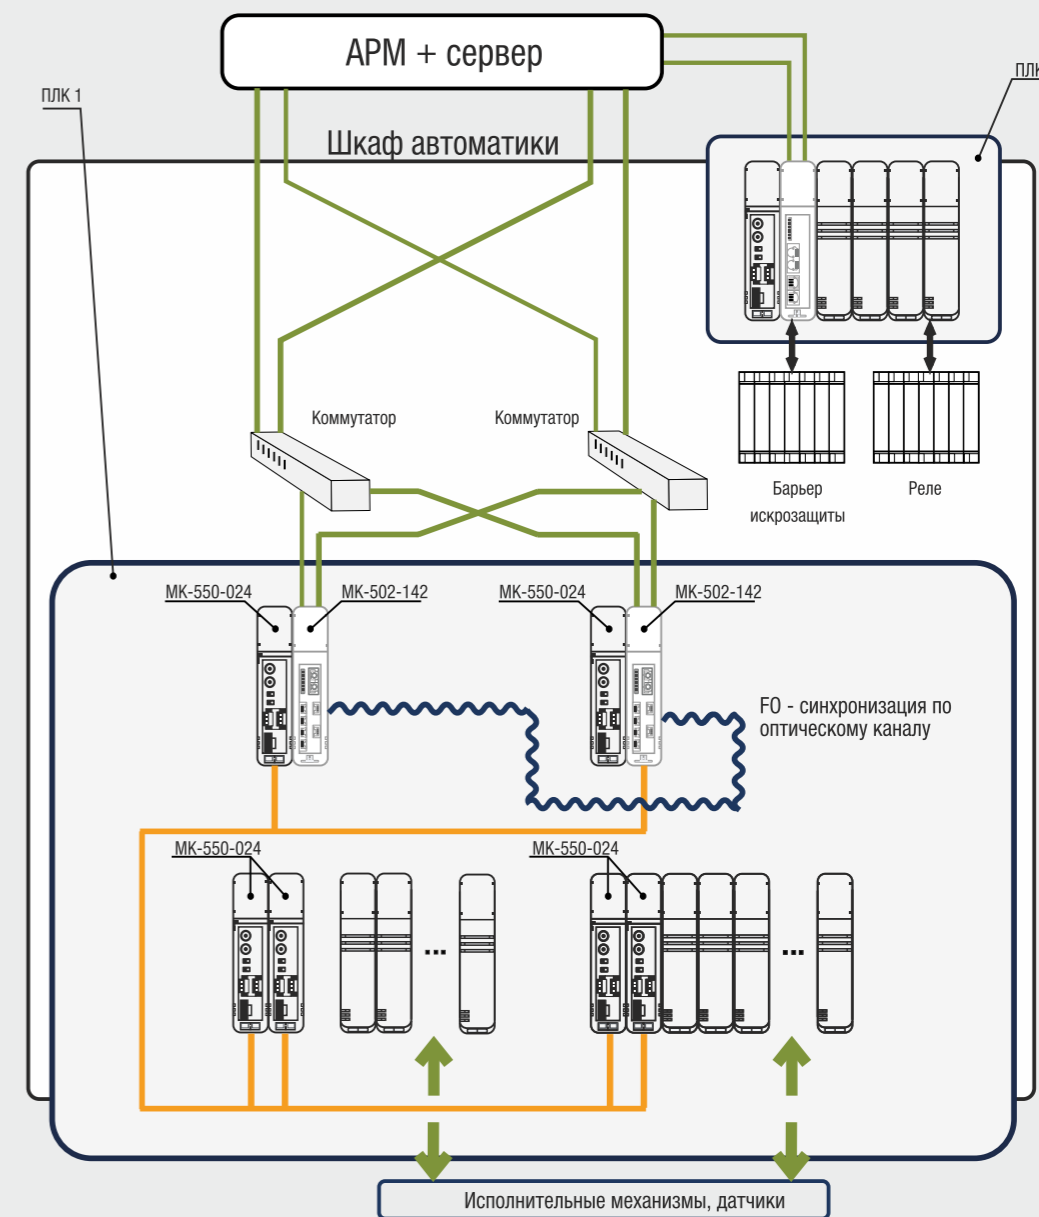 АРМ + сервер
ПЛК 1
ПЛК
Шкаф автоматики
Коммутатор
Коммутатор
Барьер
искрозащиты
Реле
МК-550-024
МК-502-142
МК-550-024
МК-502-142
FO - синхронизация по
оптическому каналу
МК-550-024
МК-550-024
...
...
Исполнительные механизмы, датчики